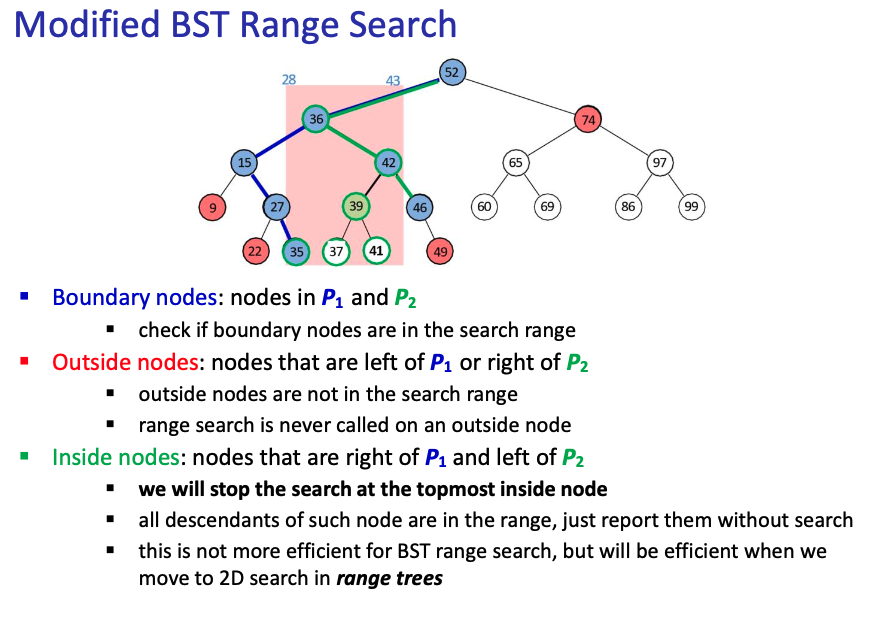 Modified BST Range Search
28 43 52
36 74
15 42 65 97
9 27 39 46 60 69 86 99
22 35 37 41 49
▪ Boundary nodes: nodes in P1 and P2
▪ check if boundary nodes are in the search range
▪ Outside nodes: nodes that are left of P1 or right of P2
▪ outside nodes are not in the search range
▪ range search is never called on an outside node
▪ Inside nodes: nodes that are right of P1 and left of P2
▪ we will stop the search at the topmost inside node
▪ all descendants of such node are in the range, just report them without search
▪ this is not more efficient for BST range search, but will be efficient when we
move to 2D search in range trees